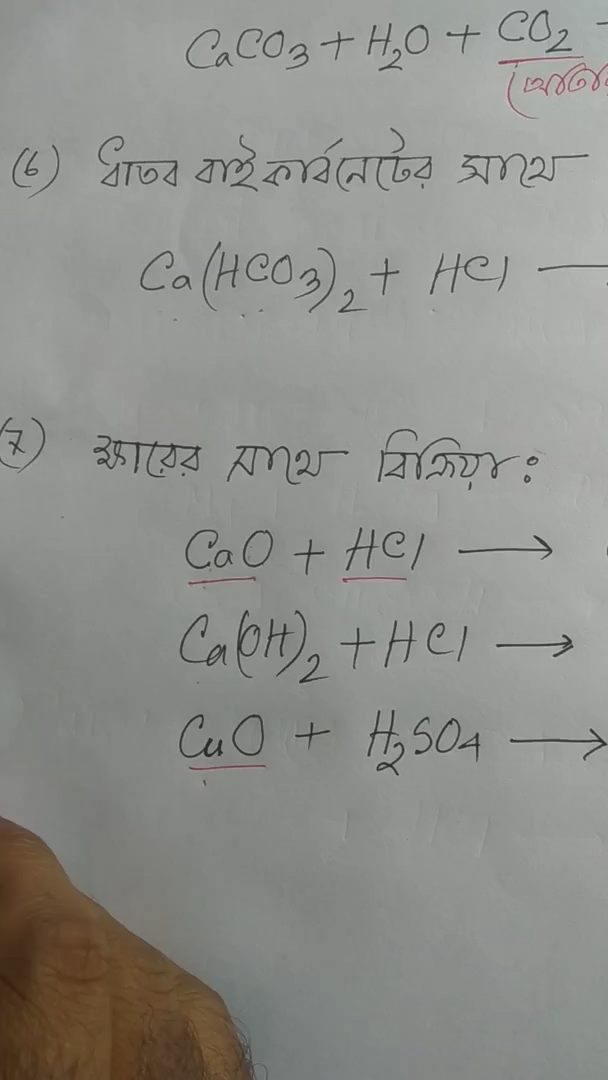 CaCO₃ + H₂O + CO₂
(6) ধাতব বাইকার্বনেটের সাথে
Ca(HCO₃)₂ + HCl —
(7) ক্ষারের সাথে বিক্রিয়া:
CaO + HCl ⟶
Ca(OH)₂ + HCl ⟶
CuO + H₂SO₄ ⟶